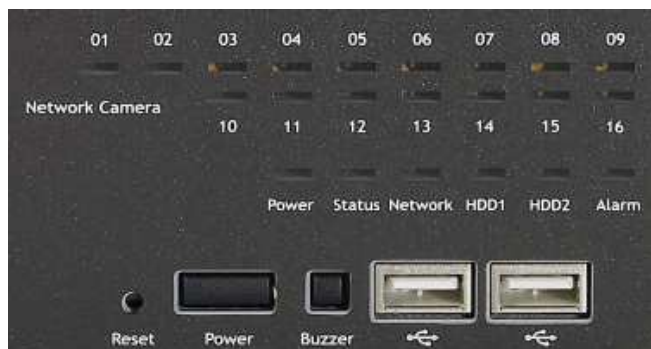 01 02 03 04 05 06 07 08 09
Network Camera
10 11 12 13 14 15 16
Power Status Network HDD1 HDD2 Alarm
Reset Power Buzzer